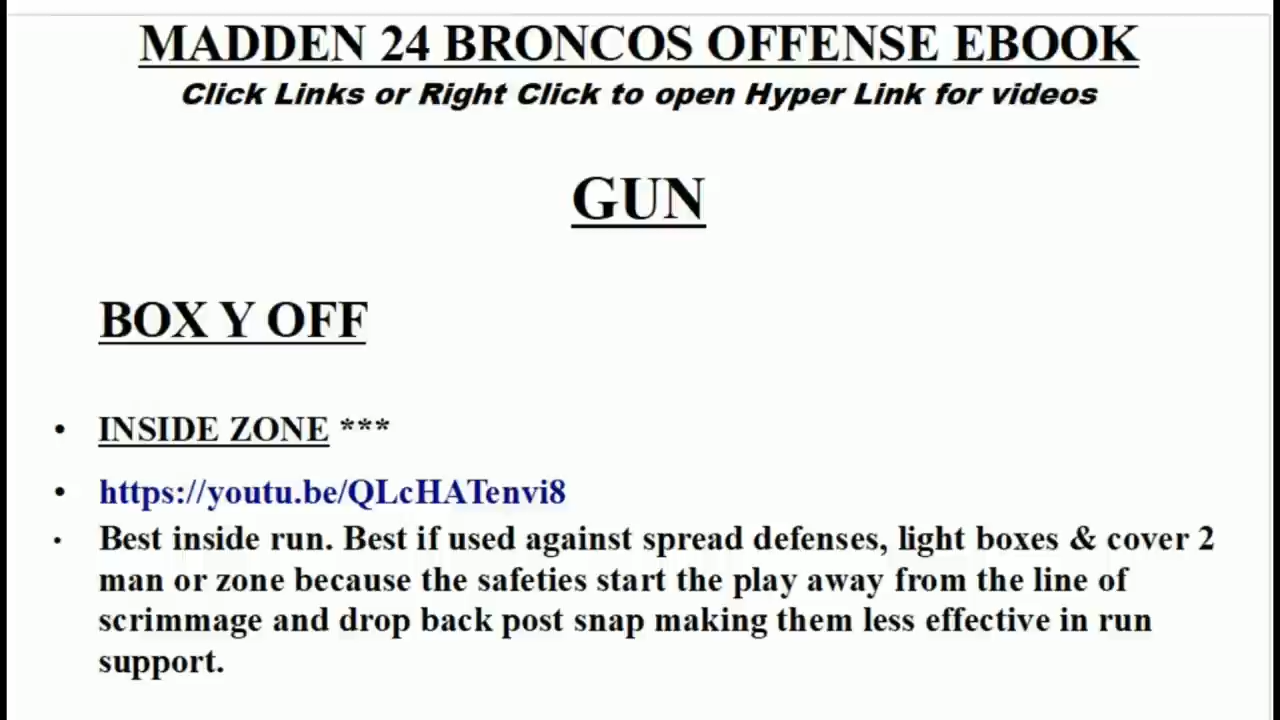 MADDEN 24 BRONCOS OFFENSE EBOOK
Click Links or Right Click to open Hyper Link for videos
GUN
BOX Y OFF
• INSIDE ZONE ***
• https://youtu.be/QLcHATenvi8
• Best inside run. Best if used against spread defenses, light boxes & cover 2
man or zone because the safeties start the play away from the line of
scrimmage and drop back post snap making them less effective in run
support.